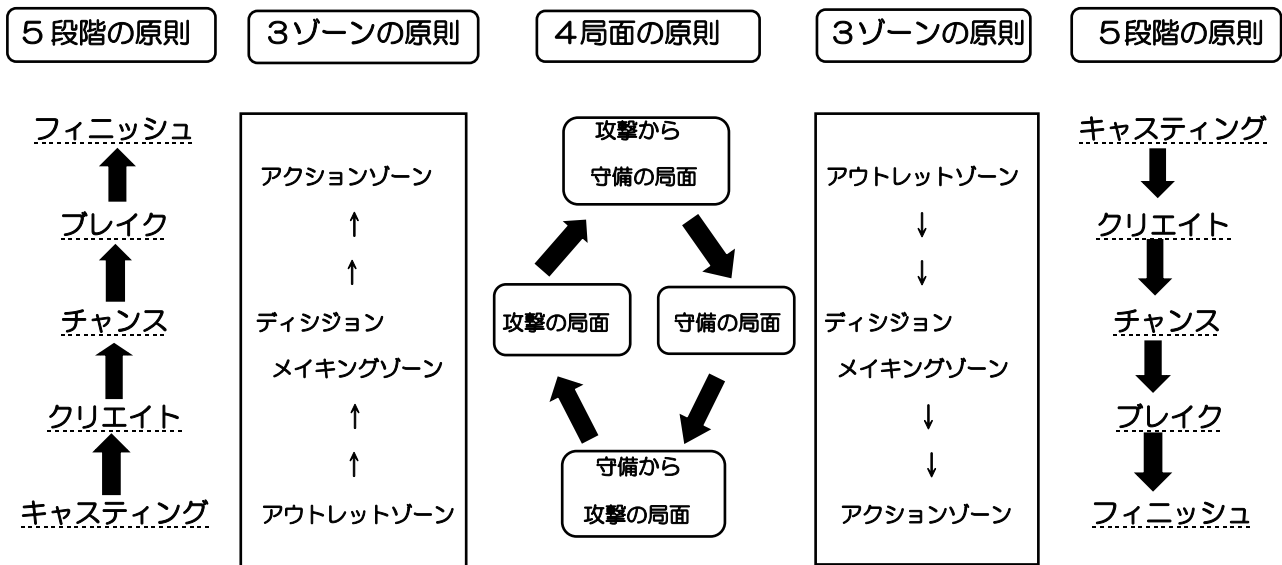 ５段階の原則
３ゾーンの原則
４局面の原則
３ゾーンの原則
５段階の原則
フィニッシュ
ブレイク
チャンス
クリエイト
キャスティング
アクションゾーン
↑
↑
ディシジョン
メイキングゾーン
↑
↑
アウトレットゾーン
攻撃から
守備の局面
攻撃の局面
守備の局面
守備から
攻撃の局面
アウトレットゾーン
↓
↓
ディシジョン
メイキングゾーン
↓
↓
アクションゾーン
キャスティング
クリエイト
チャンス
ブレイク
フィニッシュ